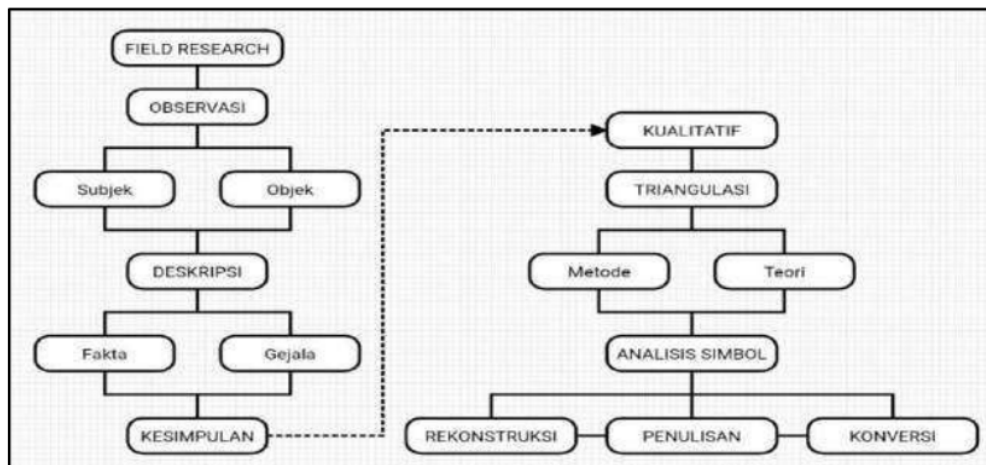 FIELD RESEARCH
OBSERVASI
Subjek
Objek
DESKRIPSI
Fakta
Gejala
KESIMPULAN
KUALITATIF
TRIANGULASI
Metode
Teori
ANALISIS SIMBOL
REKONSTRUKSI
PENULISAN
KONVERSI